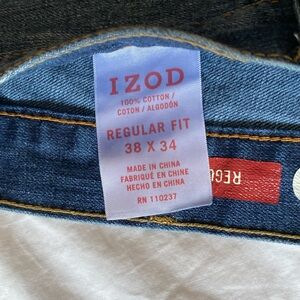 IZOD
100% COTTON /
COTON / ALGODÓN
REGULAR FIT
38 X 34
MADE IN CHINA
FABRIQUÉ EN CHINE
HECHO EN CHINA
RN 110237